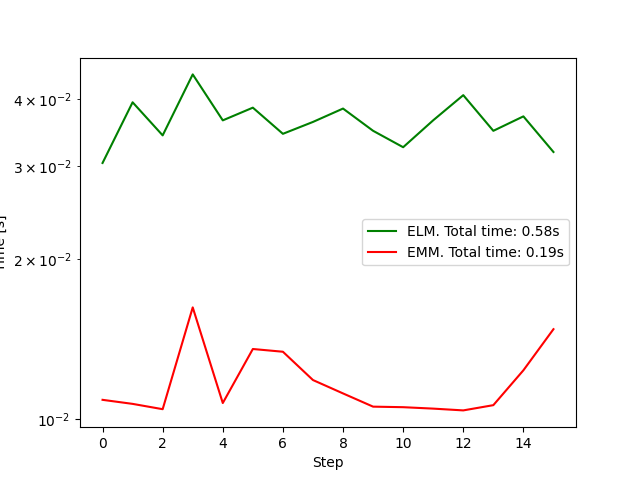 4 × 10⁻²
3 × 10⁻²
2 × 10⁻²
10⁻²
Time [s]
ELM. Total time: 0.58s
EMM. Total time: 0.19s
0 2 4 6 8 10 12 14
Step